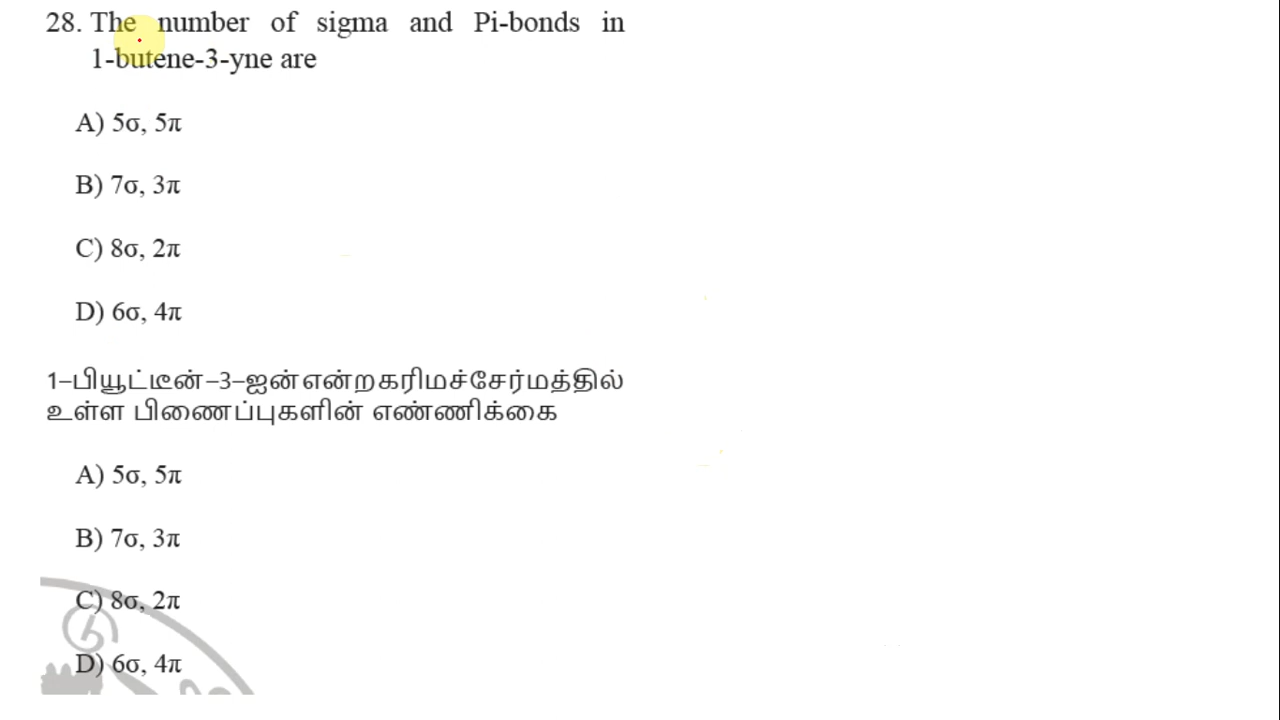 28. The number of sigma and Pi-bonds in
1-butene-3-yne are
A) 5σ, 5π
B) 7σ, 3π
C) 8σ, 2π
D) 6σ, 4π
1–பியூட்டீன்–3–ஐன்என்றகரிமச்சேர்மத்தில்
உள்ள பிணைப்புகளின் எண்ணிக்கை
A) 5σ, 5π
B) 7σ, 3π
C) 8σ, 2π
D) 6σ, 4π